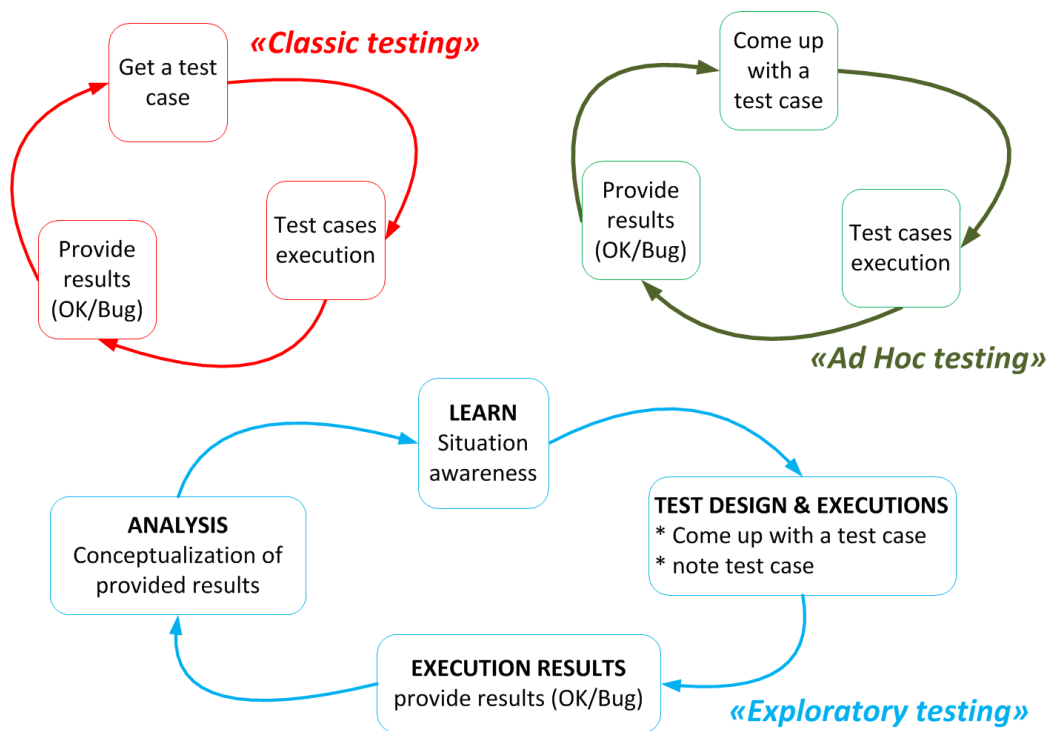 «Classic testing»
Get a test
case
Test cases
execution
Provide
results
(OK/Bug)
Come up
with a
test case
Test cases
execution
Provide
results
(OK/Bug)
«Ad Hoc testing»
LEARN
Situation
awareness
TEST DESIGN & EXECUTIONS
* Come up with a test case
* note test case
EXECUTION RESULTS
provide results (OK/Bug)
ANALYSIS
Conceptualization of
provided results
«Exploratory testing»